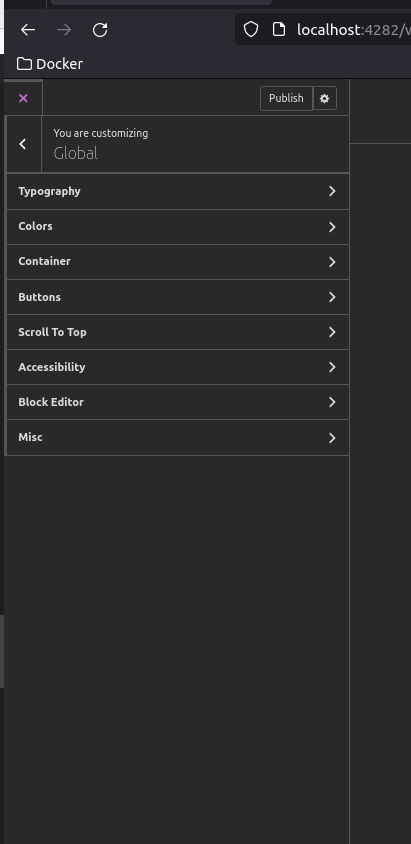 localhost:4282/
Docker
Publish
You are customizing
Global
Typography
Colors
Container
Buttons
Scroll To Top
Accessibility
Block Editor
Misc